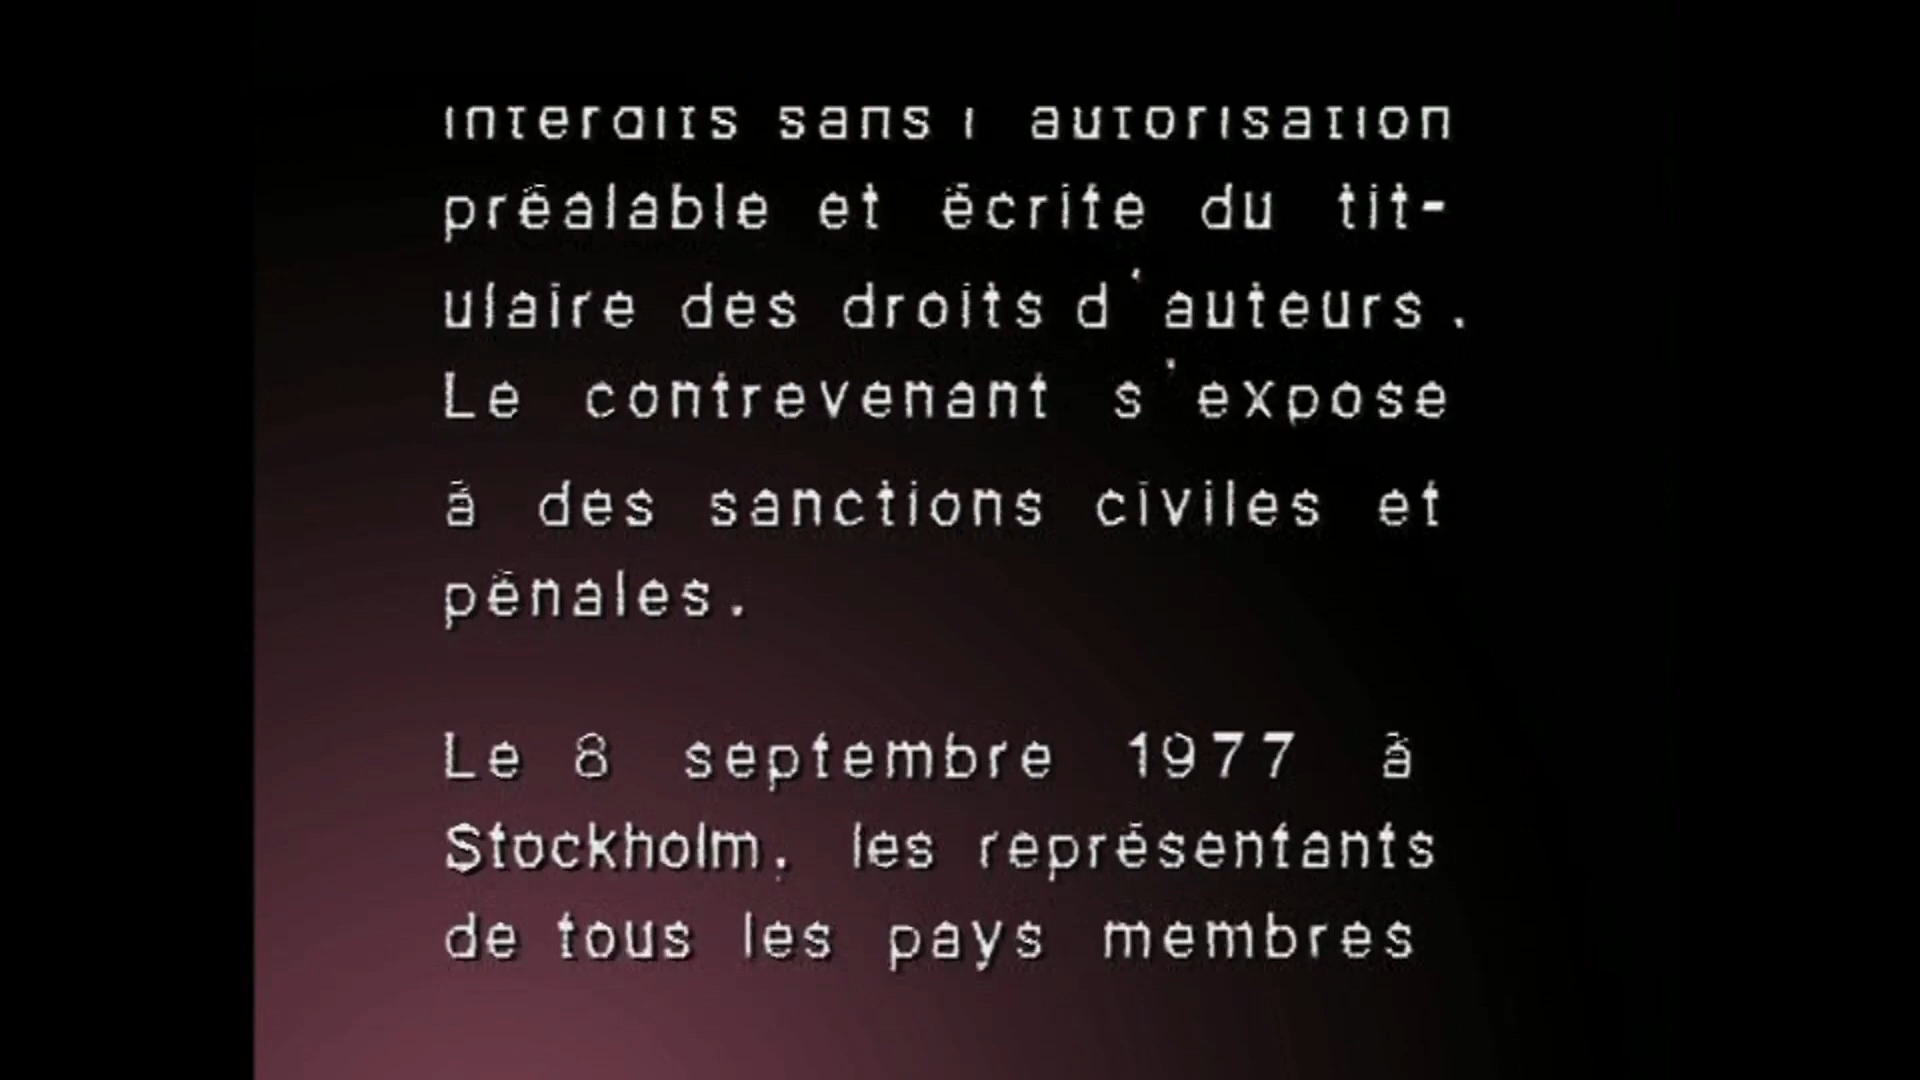 interdits sans l'autorisation
préalable et écrite du tit-
ulaire des droits d'auteurs.
Le contrevenant s'expose
à des sanctions civiles et
pénales.
Le 8 septembre 1977 à
Stockholm, les représentants
de tous les pays membres